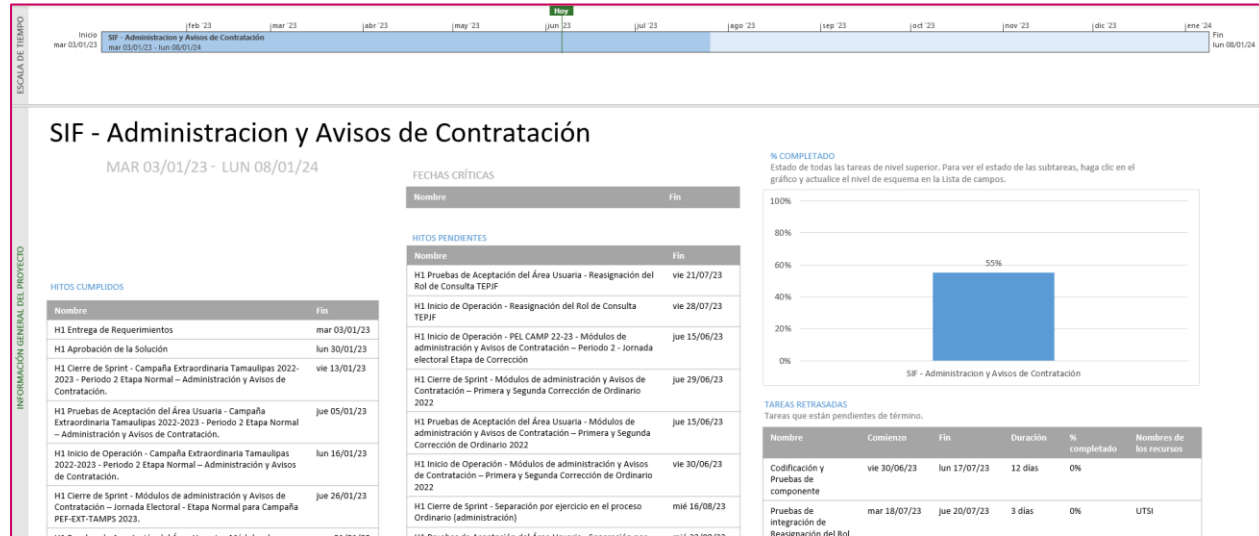 ESCALA DE TIEMPO
Hoy
feb '23 mar '23 abr '23 may '23 jun '23 jul '23 ago '23 sep '23 oct '23 nov '23 dic '23 ene '24
Inicio
mar 03/01/23
SIF - Administracion y Avisos de Contratación
mar 03/01/23 - lun 08/01/24
Fin
lun 08/01/24
INFORMACIÓN GENERAL DEL PROYECTO
SIF - Administracion y Avisos de Contratación
MAR 03/01/23 - LUN 08/01/24
HITOS CUMPLIDOS
Nombre Fin
H1 Entrega de Requerimientos mar 03/01/23
H1 Aprobación de la Solución lun 30/01/23
H1 Cierre de Sprint - Campaña Extraordinaria Tamaulipas 2022- vie 13/01/23
2023 - Periodo 2 Etapa Normal – Administración y Avisos de
Contratación.
H1 Pruebas de Aceptación del Área Usuaria - Campaña jue 05/01/23
Extraordinaria Tamaulipas 2022-2023 - Periodo 2 Etapa Normal
– Administración y Avisos de Contratación.
H1 Inicio de Operación - Campaña Extraordinaria Tamaulipas lun 16/01/23
2022-2023 - Periodo 2 Etapa Normal – Administración y Avisos
de Contratación.
H1 Cierre de Sprint - Módulos de administración y Avisos de jue 26/01/23
Contratación – Jornada Electoral - Etapa Normal para Campaña
PEF-EXT-TAMPS 2023.
FECHAS CRÍTICAS
Nombre Fin
HITOS PENDIENTES
Nombre Fin
H1 Pruebas de Aceptación del Área Usuaria - Reasignación del vie 21/07/23
Rol de Consulta TEPJF
H1 Inicio de Operación - Reasignación del Rol de Consulta vie 28/07/23
TEPJF
H1 Inicio de Operación - PEL CAMP 22-23 - Módulos de jue 15/06/23
administración y Avisos de Contratación – Periodo 2 - Jornada
electoral Etapa de Corrección
H1 Cierre de Sprint - Módulos de administración y Avisos de jue 29/06/23
Contratación – Primera y Segunda Corrección de Ordinario
2022
H1 Pruebas de Aceptación del Área Usuaria - Módulos de jue 15/06/23
administración y Avisos de Contratación – Primera y Segunda
Corrección de Ordinario 2022
H1 Inicio de Operación - Módulos de administración y Avisos vie 30/06/23
de Contratación – Primera y Segunda Corrección de Ordinario
2022
H1 Cierre de Sprint - Separación por ejercicio en el proceso mié 16/08/23
Ordinario (administración)
% COMPLETADO
Estado de todas las tareas de nivel superior. Para ver el estado de las subtareas, haga clic en el
gráfico y actualice el nivel de esquema en la Lista de campos.
100%
80%
60%
40%
20%
0%
55%
SIF - Administracion y Avisos de Contratación
TAREAS RETRASADAS
Tareas que están pendientes de término.
Nombre Comienzo Fin Duración % completado Nombres de los recursos
Codificación y vie 30/06/23 lun 17/07/23 12 días 0%
Pruebas de
componente
Pruebas de mar 18/07/23 jue 20/07/23 3 días 0% UTSI
integración de
Reasignación del Rol